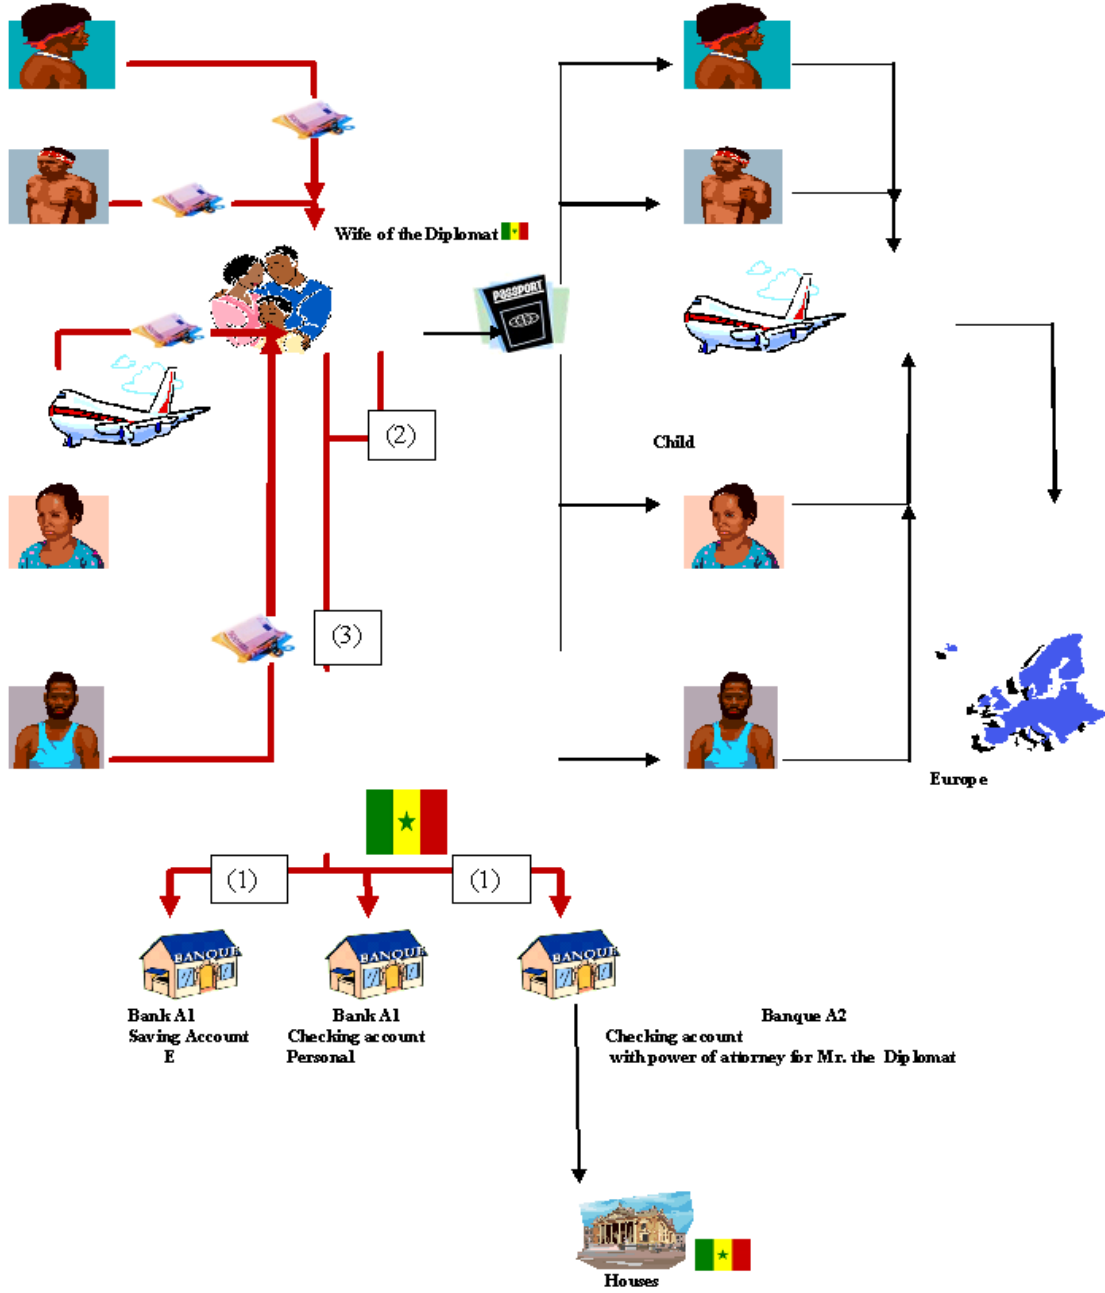 Wife of the Diplomat
PASSPORT
(2)
Child
(3)
Europe
(1)
(1)
BANQUE
BANQUE
BANQUE
Bank A1
Saving Account
E
Bank A1
Checking account
Personal
Banque A2
Checking account
with power of attorney for Mr. the Diplomat
Houses